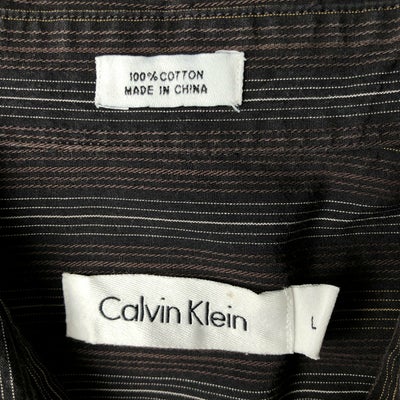 100% COTTON
MADE IN CHINA
Calvin Klein
L